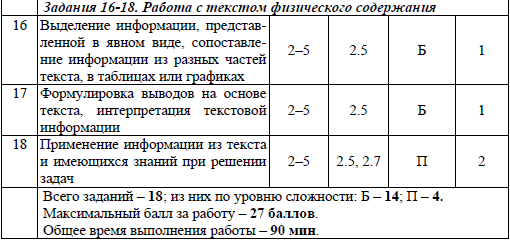 Задания 16-18. Работа с текстом физического содержания
16 Выделение информации, представ-
ленной в явном виде, сопоставле-
ние информации из разных частей
текста, в таблицах или графиках
2–5 2.5 Б 1
17 Формулировка выводов на основе
текста, интерпретация текстовой
информации
2–5 2.5 Б 1
18 Применение информации из текста
и имеющихся знаний при решении
задач
2–5 2.5, 2.7 П 2
Всего заданий – 18; из них по уровню сложности: Б – 14; П – 4.
Максимальный балл за работу – 27 баллов.
Общее время выполнения работы – 90 мин.